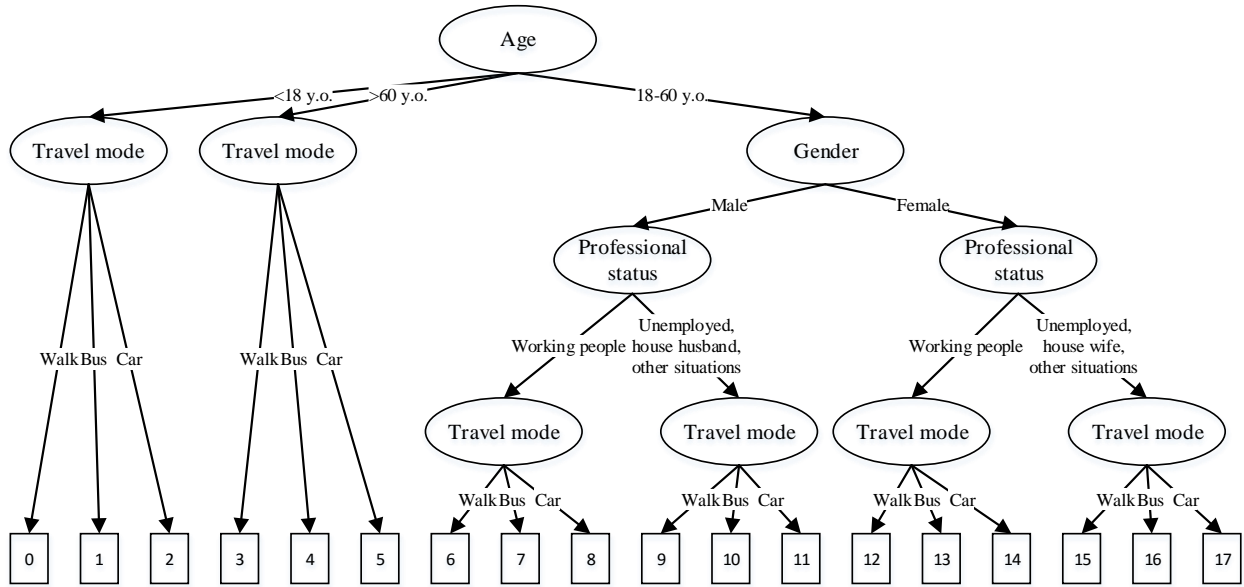 Age
<18 y.o.
>60 y.o.
18-60 y.o.
Travel mode
Travel mode
Gender
Male
Female
Professional
status
Professional
status
Walk Bus Car
Walk Bus Car
Working people
Unemployed,
house husband,
other situations
Working people
Unemployed,
house wife,
other situations
Travel mode
Travel mode
Travel mode
Travel mode
Walk Bus Car
Walk Bus Car
Walk Bus Car
Walk Bus Car
0 1 2 3 4 5 6 7 8 9 10 11 12 13 14 15 16 17